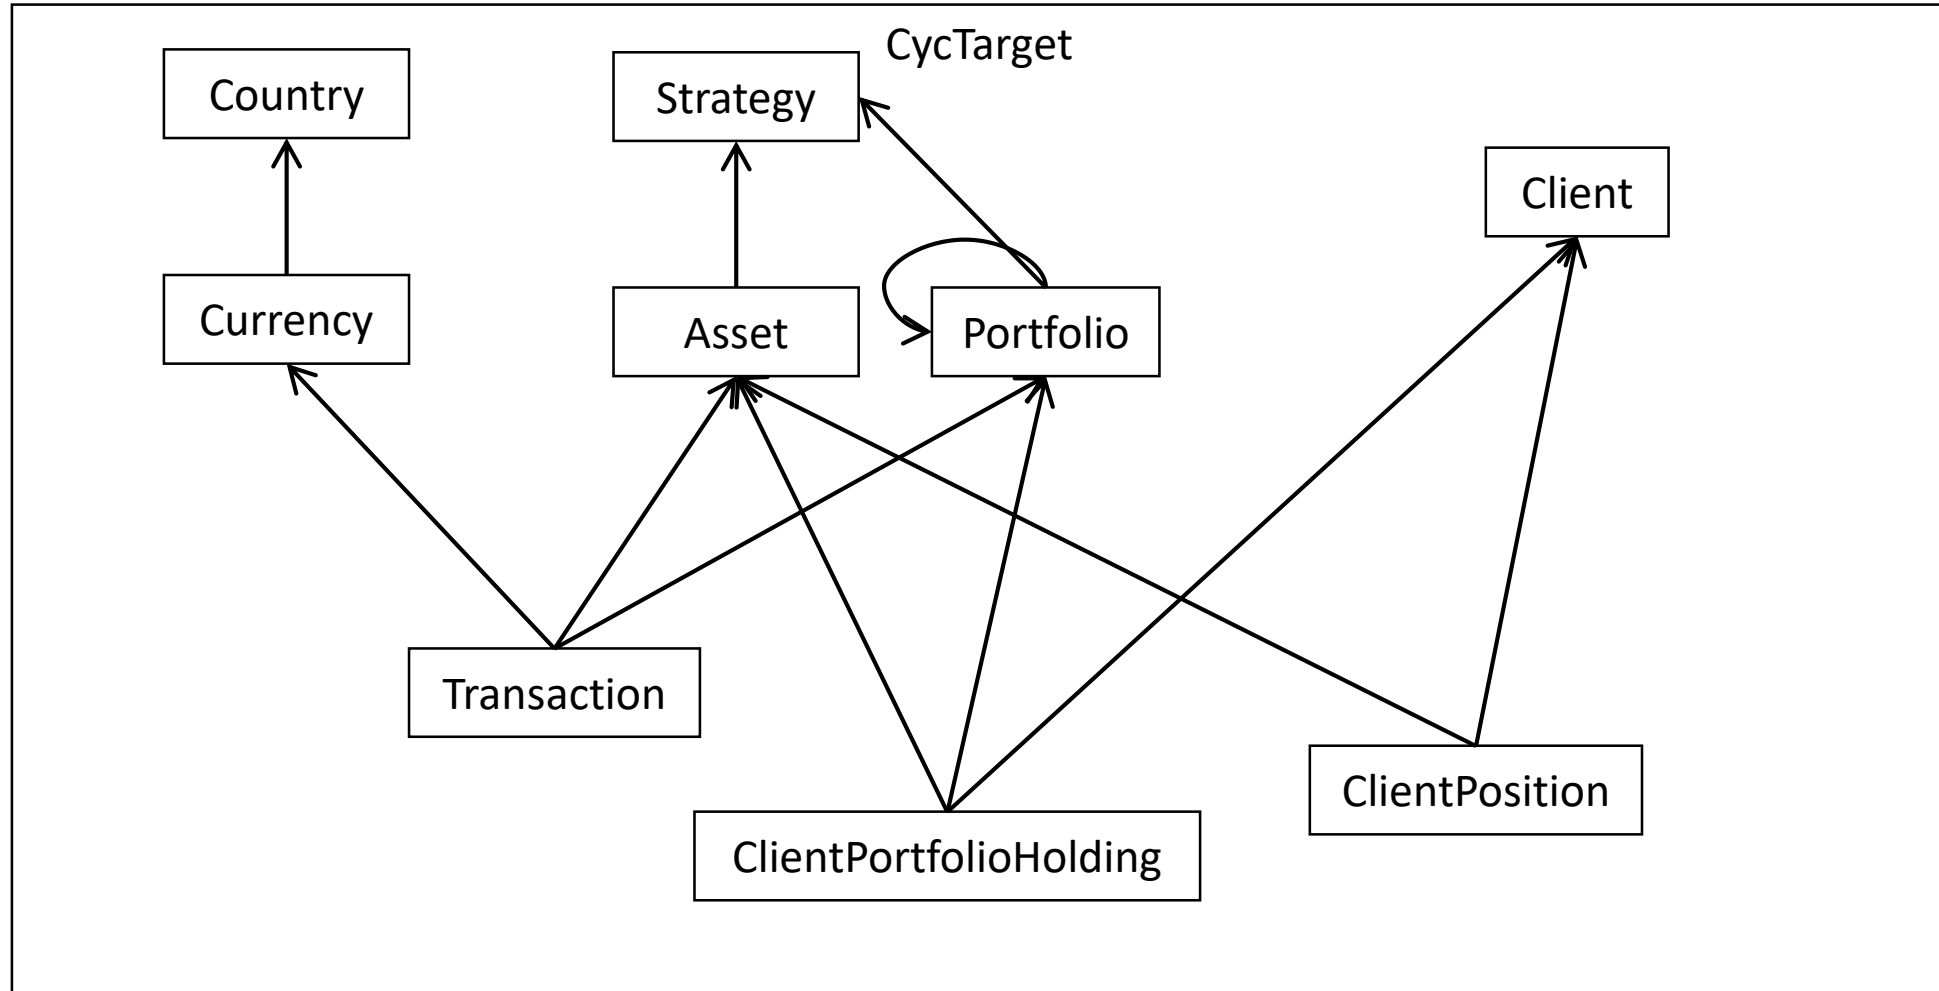 CycTarget
Country
Strategy
Client
Currency
Asset
Portfolio
Transaction
ClientPosition
ClientPortfolioHolding